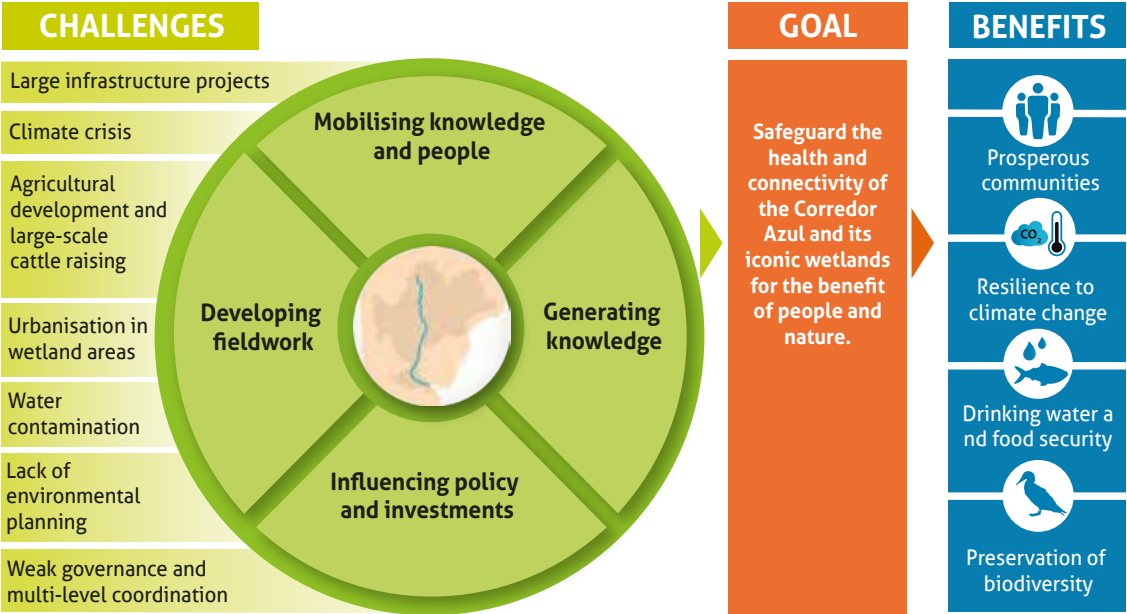 CHALLENGES
Large infrastructure projects
Climate crisis
Agricultural
development and
large-scale
cattle raising
Urbanisation in
wetland areas
Water
contamination
Lack of
environmental
planning
Weak governance and
multi-level coordination
Mobilising knowledge
and people
Developing
fieldwork
Generating
knowledge
Influencing policy
and investments
GOAL
Safeguard the
health and
connectivity of
the Corredor
Azul and its
iconic wetlands
for the benefit
of people and
nature.
BENEFITS
Prosperous
communities
CO2
Resilience to
climate change
Drinking water a
nd food security
Preservation of
biodiversity